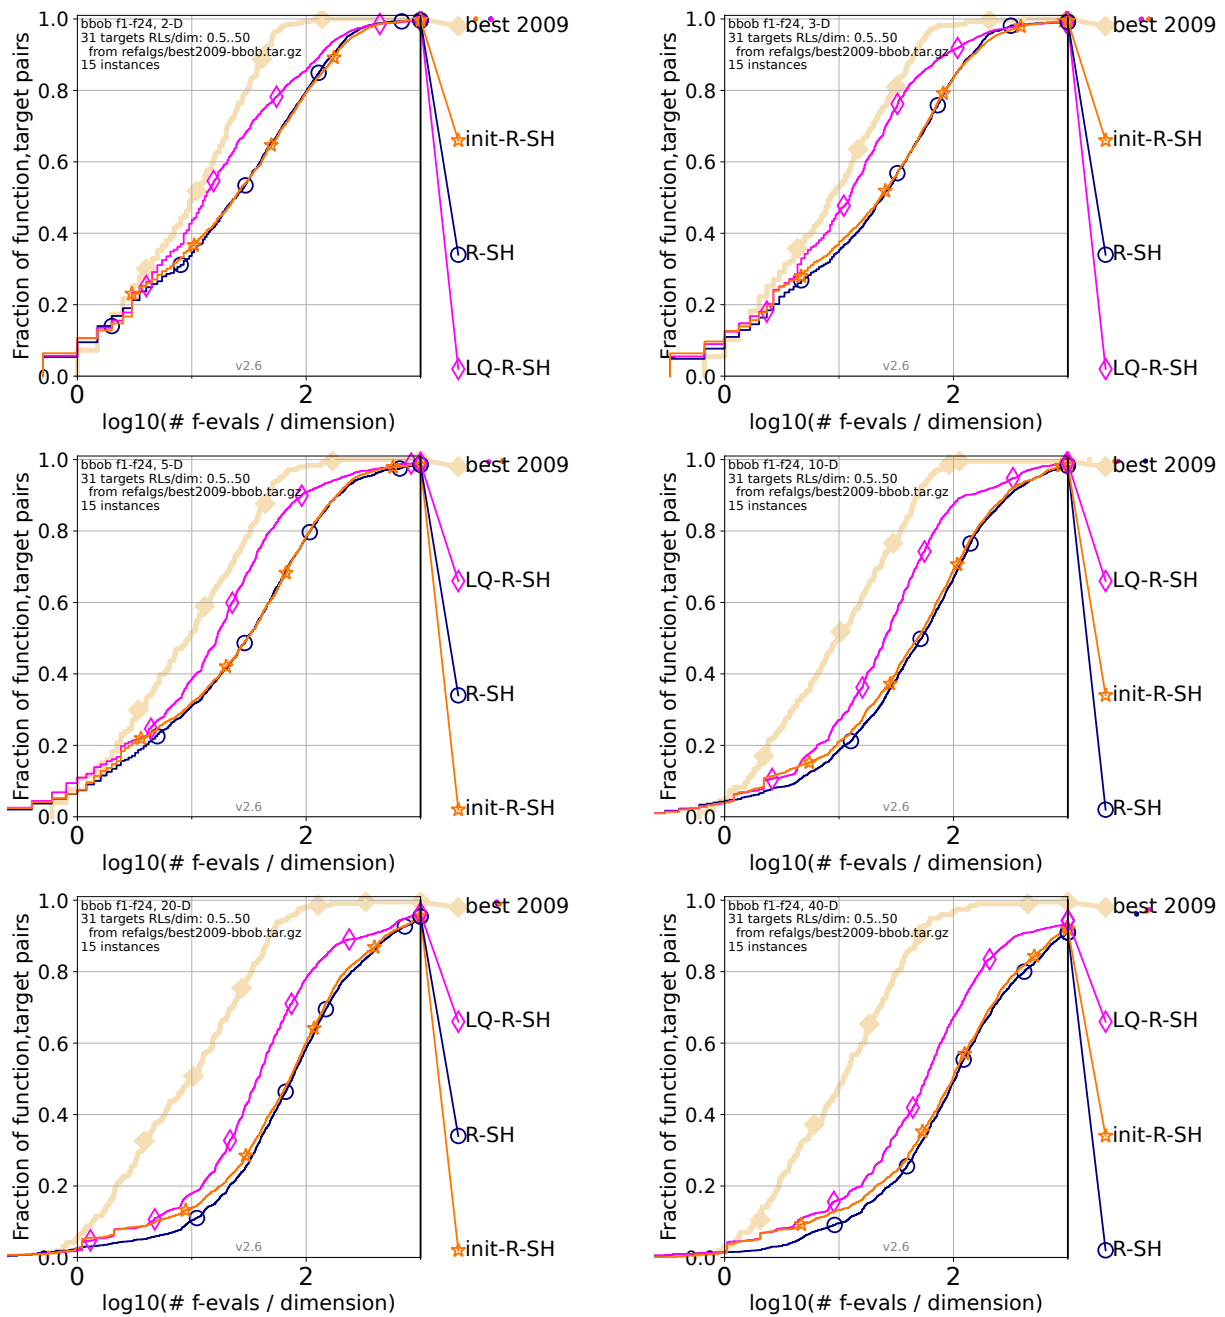 bbob f1-f24, 2-D
31 targets RLs/dim: 0.5..50
from refalgs/best2009-bbob.tar.gz
15 instances
Fraction of function,target pairs
1.0
0.8
0.6
0.4
0.2
0.0
0
2
v2.6
log10(# f-evals / dimension)
best 2009
init-R-SH
R-SH
LQ-R-SH
bbob f1-f24, 3-D
31 targets RLs/dim: 0.5..50
from refalgs/best2009-bbob.tar.gz
15 instances
Fraction of function,target pairs
1.0
0.8
0.6
0.4
0.2
0.0
0
2
v2.6
log10(# f-evals / dimension)
best 2009
init-R-SH
R-SH
LQ-R-SH
bbob f1-f24, 5-D
31 targets RLs/dim: 0.5..50
from refalgs/best2009-bbob.tar.gz
15 instances
Fraction of function,target pairs
1.0
0.8
0.6
0.4
0.2
0.0
0
2
v2.6
log10(# f-evals / dimension)
best 2009
LQ-R-SH
R-SH
init-R-SH
bbob f1-f24, 10-D
31 targets RLs/dim: 0.5..50
from refalgs/best2009-bbob.tar.gz
15 instances
Fraction of function,target pairs
1.0
0.8
0.6
0.4
0.2
0.0
0
2
v2.6
log10(# f-evals / dimension)
best 2009
LQ-R-SH
init-R-SH
R-SH
bbob f1-f24, 20-D
31 targets RLs/dim: 0.5..50
from refalgs/best2009-bbob.tar.gz
15 instances
Fraction of function,target pairs
1.0
0.8
0.6
0.4
0.2
0.0
0
2
v2.6
log10(# f-evals / dimension)
best 2009
LQ-R-SH
R-SH
init-R-SH
bbob f1-f24, 40-D
31 targets RLs/dim: 0.5..50
from refalgs/best2009-bbob.tar.gz
15 instances
Fraction of function,target pairs
1.0
0.8
0.6
0.4
0.2
0.0
0
2
v2.6
log10(# f-evals / dimension)
best 2009
LQ-R-SH
init-R-SH
R-SH